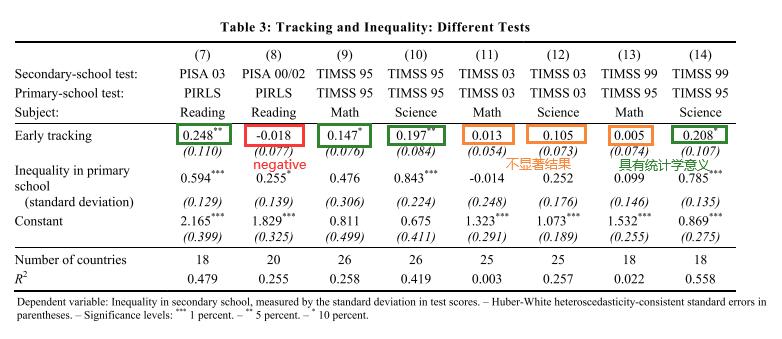 Table 3: Tracking and Inequality: Different Tests
(7) (8) (9) (10) (11) (12) (13) (14)
Secondary-school test: PISA 03 PISA 00/02 TIMSS 95 TIMSS 95 TIMSS 03 TIMSS 03 TIMSS 99 TIMSS 99
Primary-school test: PIRLS PIRLS TIMSS 95 TIMSS 95 TIMSS 03 TIMSS 03 TIMSS 95 TIMSS 95
Subject: Reading Reading Math Science Math Science Math Science
Early tracking 0.248** -0.018 0.147* 0.197** 0.013 0.105 0.005 0.208*
(0.110) (0.077) (0.076) (0.084) (0.054) (0.073) (0.074) (0.107)
negative 不显著结果 具有统计学意义
Inequality in primary
school 0.594*** 0.255* 0.476 0.843*** -0.014 0.252 0.099 0.785***
(standard deviation) (0.129) (0.139) (0.306) (0.224) (0.248) (0.176) (0.146) (0.135)
Constant 2.165*** 1.829*** 0.811 0.675 1.323*** 1.073*** 1.532*** 0.869***
(0.399) (0.325) (0.499) (0.411) (0.291) (0.189) (0.255) (0.275)
Number of countries 18 20 26 26 25 25 18 18
R² 0.479 0.255 0.258 0.419 0.003 0.257 0.022 0.558
Dependent variable: Inequality in secondary school, measured by the standard deviation in test scores. – Huber-White heteroscedasticity-consistent standard errors in
parentheses. – Significance levels: *** 1 percent. – ** 5 percent. – * 10 percent.